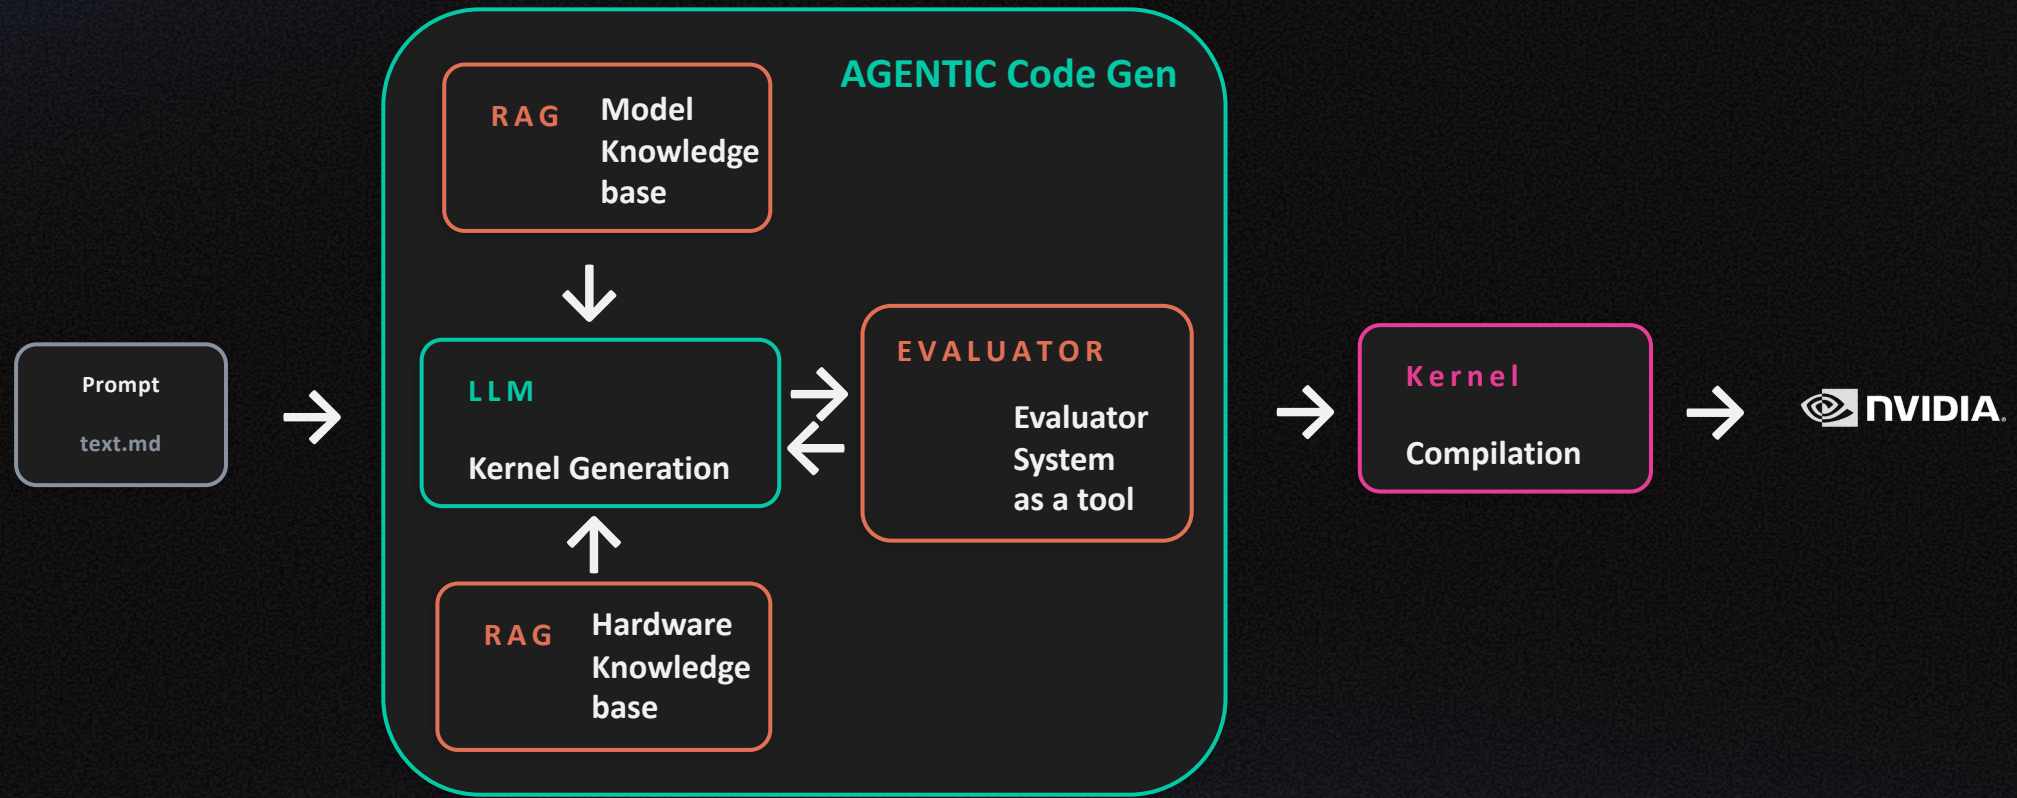 AGENTIC Code Gen
RAG
Model
Knowledge
base
Prompt
text.md
LLM
Kernel Generation
EVALUATOR
Evaluator
System
as a tool
Kernel
Compilation
NVIDIA.
RAG
Hardware
Knowledge
base